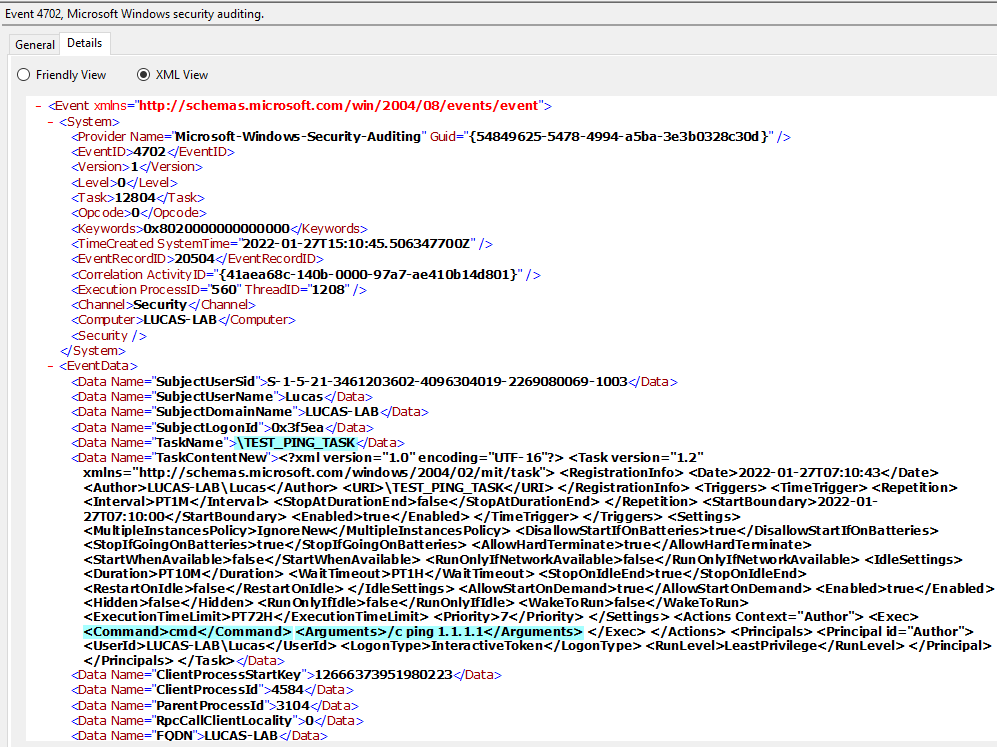 Event 4702, Microsoft Windows security auditing.
General Details
Friendly View XML View
- <Event xmlns="http://schemas.microsoft.com/win/2004/08/events/event">
- <System>
<Provider Name="Microsoft-Windows-Security-Auditing" Guid="{54849625-5478-4994-a5ba-3e3b0328c30d}" />
<EventID>4702</EventID>
<Version>1</Version>
<Level>0</Level>
<Task>12804</Task>
<Opcode>0</Opcode>
<Keywords>0x8020000000000000</Keywords>
<TimeCreated SystemTime="2022-01-27T15:10:45.506347700Z" />
<EventRecordID>20504</EventRecordID>
<Correlation ActivityID="{41aea68c-140b-0000-97a7-ae410b14d801}" />
<Execution ProcessID="560" ThreadID="1208" />
<Channel>Security</Channel>
<Computer>LUCAS-LAB</Computer>
<Security />
</System>
- <EventData>
<Data Name="SubjectUserSid">S-1-5-21-3461203602-4096304019-2269080069-1003</Data>
<Data Name="SubjectUserName">Lucas</Data>
<Data Name="SubjectDomainName">LUCAS-LAB</Data>
<Data Name="SubjectLogonId">0x3f5ea</Data>
<Data Name="TaskName">\TEST_PING_TASK</Data>
<Data Name="TaskContentNew"><?xml version="1.0" encoding="UTF-16"?> <Task version="1.2"
xmlns="http://schemas.microsoft.com/windows/2004/02/mit/task"> <RegistrationInfo> <Date>2022-01-27T07:10:43</Date>
<Author>LUCAS-LAB\Lucas</Author> <URI>\TEST_PING_TASK</URI> </RegistrationInfo> <Triggers> <TimeTrigger> <Repetition>
<Interval>PT1M</Interval> <StopAtDurationEnd>false</StopAtDurationEnd> </Repetition> <StartBoundary>2022-01-
27T07:10:00</StartBoundary> <Enabled>true</Enabled> </TimeTrigger> </Triggers> <Settings>
<MultipleInstancesPolicy>IgnoreNew</MultipleInstancesPolicy> <DisallowStartIfOnBatteries>true</DisallowStartIfOnBatteries>
<StopIfGoingOnBatteries>true</StopIfGoingOnBatteries> <AllowHardTerminate>true</AllowHardTerminate>
<StartWhenAvailable>false</StartWhenAvailable> <RunOnlyIfNetworkAvailable>false</RunOnlyIfNetworkAvailable> <IdleSettings>
<Duration>PT10M</Duration> <WaitTimeout>PT1H</WaitTimeout> <StopOnIdleEnd>true</StopOnIdleEnd>
<RestartOnIdle>false</RestartOnIdle> </IdleSettings> <AllowStartOnDemand>true</AllowStartOnDemand> <Enabled>true</Enabled>
<Hidden>false</Hidden> <RunOnlyIfIdle>false</RunOnlyIfIdle> <WakeToRun>false</WakeToRun>
<ExecutionTimeLimit>PT72H</ExecutionTimeLimit> <Priority>7</Priority> </Settings> <Actions Context="Author"> <Exec>
<Command>cmd</Command> <Arguments>/c ping 1.1.1.1</Arguments> </Exec> </Actions> <Principals> <Principal id="Author">
<UserId>LUCAS-LAB\Lucas</UserId> <LogonType>InteractiveToken</LogonType> <RunLevel>LeastPrivilege</RunLevel> </Principal>
</Principals> </Task></Data>
<Data Name="ClientProcessStartKey">12666373951980223</Data>
<Data Name="ClientProcessId">4584</Data>
<Data Name="ParentProcessId">3104</Data>
<Data Name="RpcCallClientLocality">0</Data>
<Data Name="FQDN">LUCAS-LAB</Data>